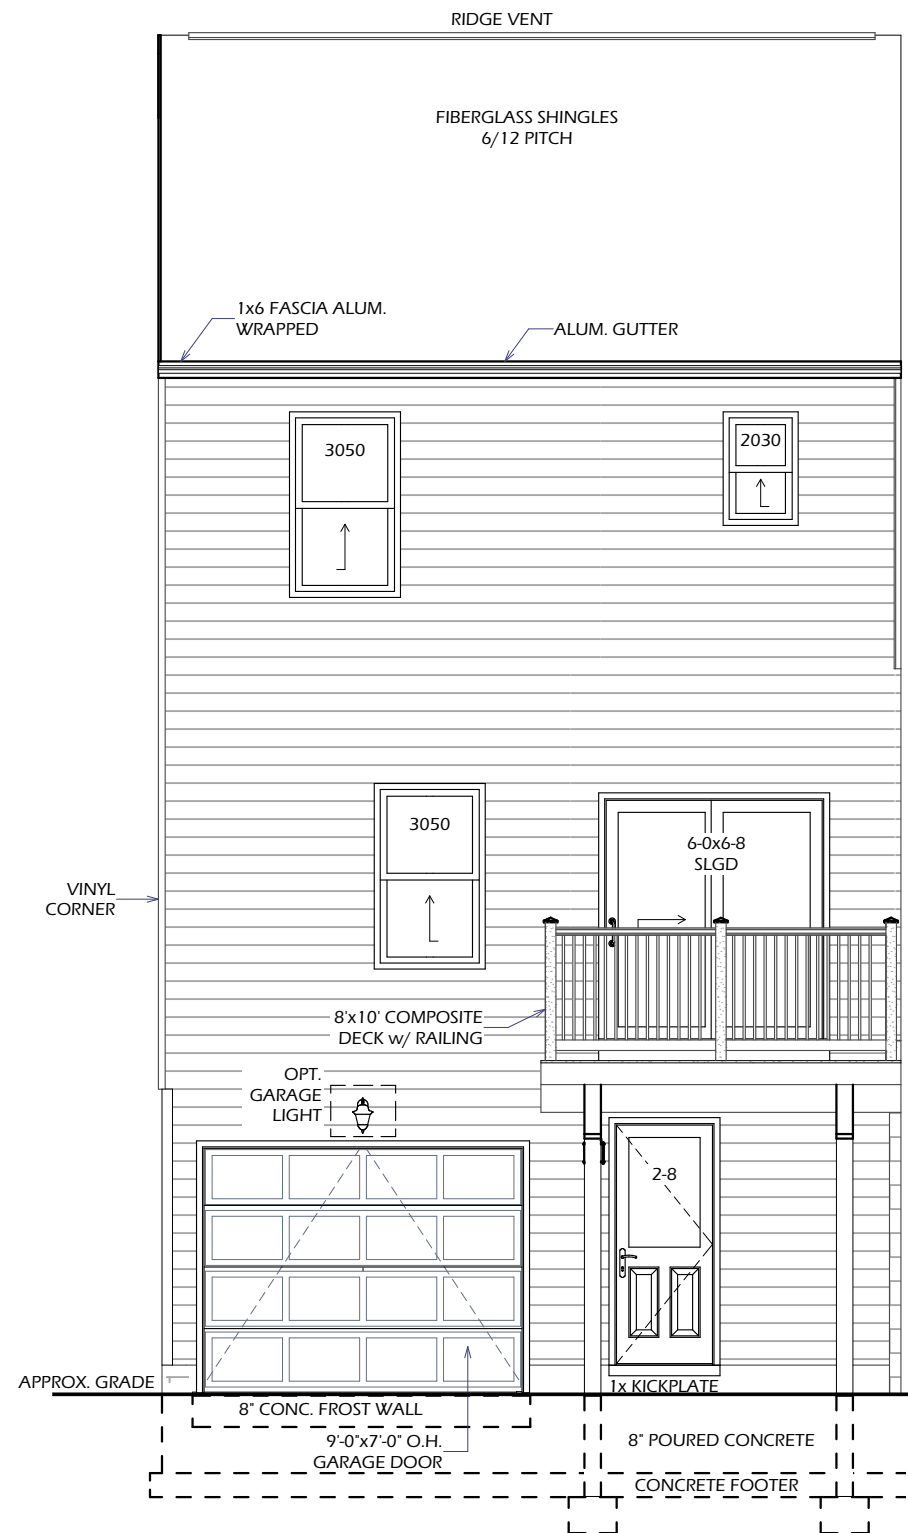 RIDGE VENT
FIBERGLASS SHINGLES
6/12 PITCH
1x6 FASCIA ALUM.
WRAPPED
ALUM. GUTTER
3050
2030
3050
6-0x6-8
SLGD
VINYL
CORNER
8'x10' COMPOSITE
DECK w/ RAILING
OPT.
GARAGE
LIGHT
2-8
APPROX. GRADE
1x KICKPLATE
8" CONC. FROST WALL
9'-0"x7'-0" O.H.
GARAGE DOOR
8" POURED CONCRETE
CONCRETE FOOTER